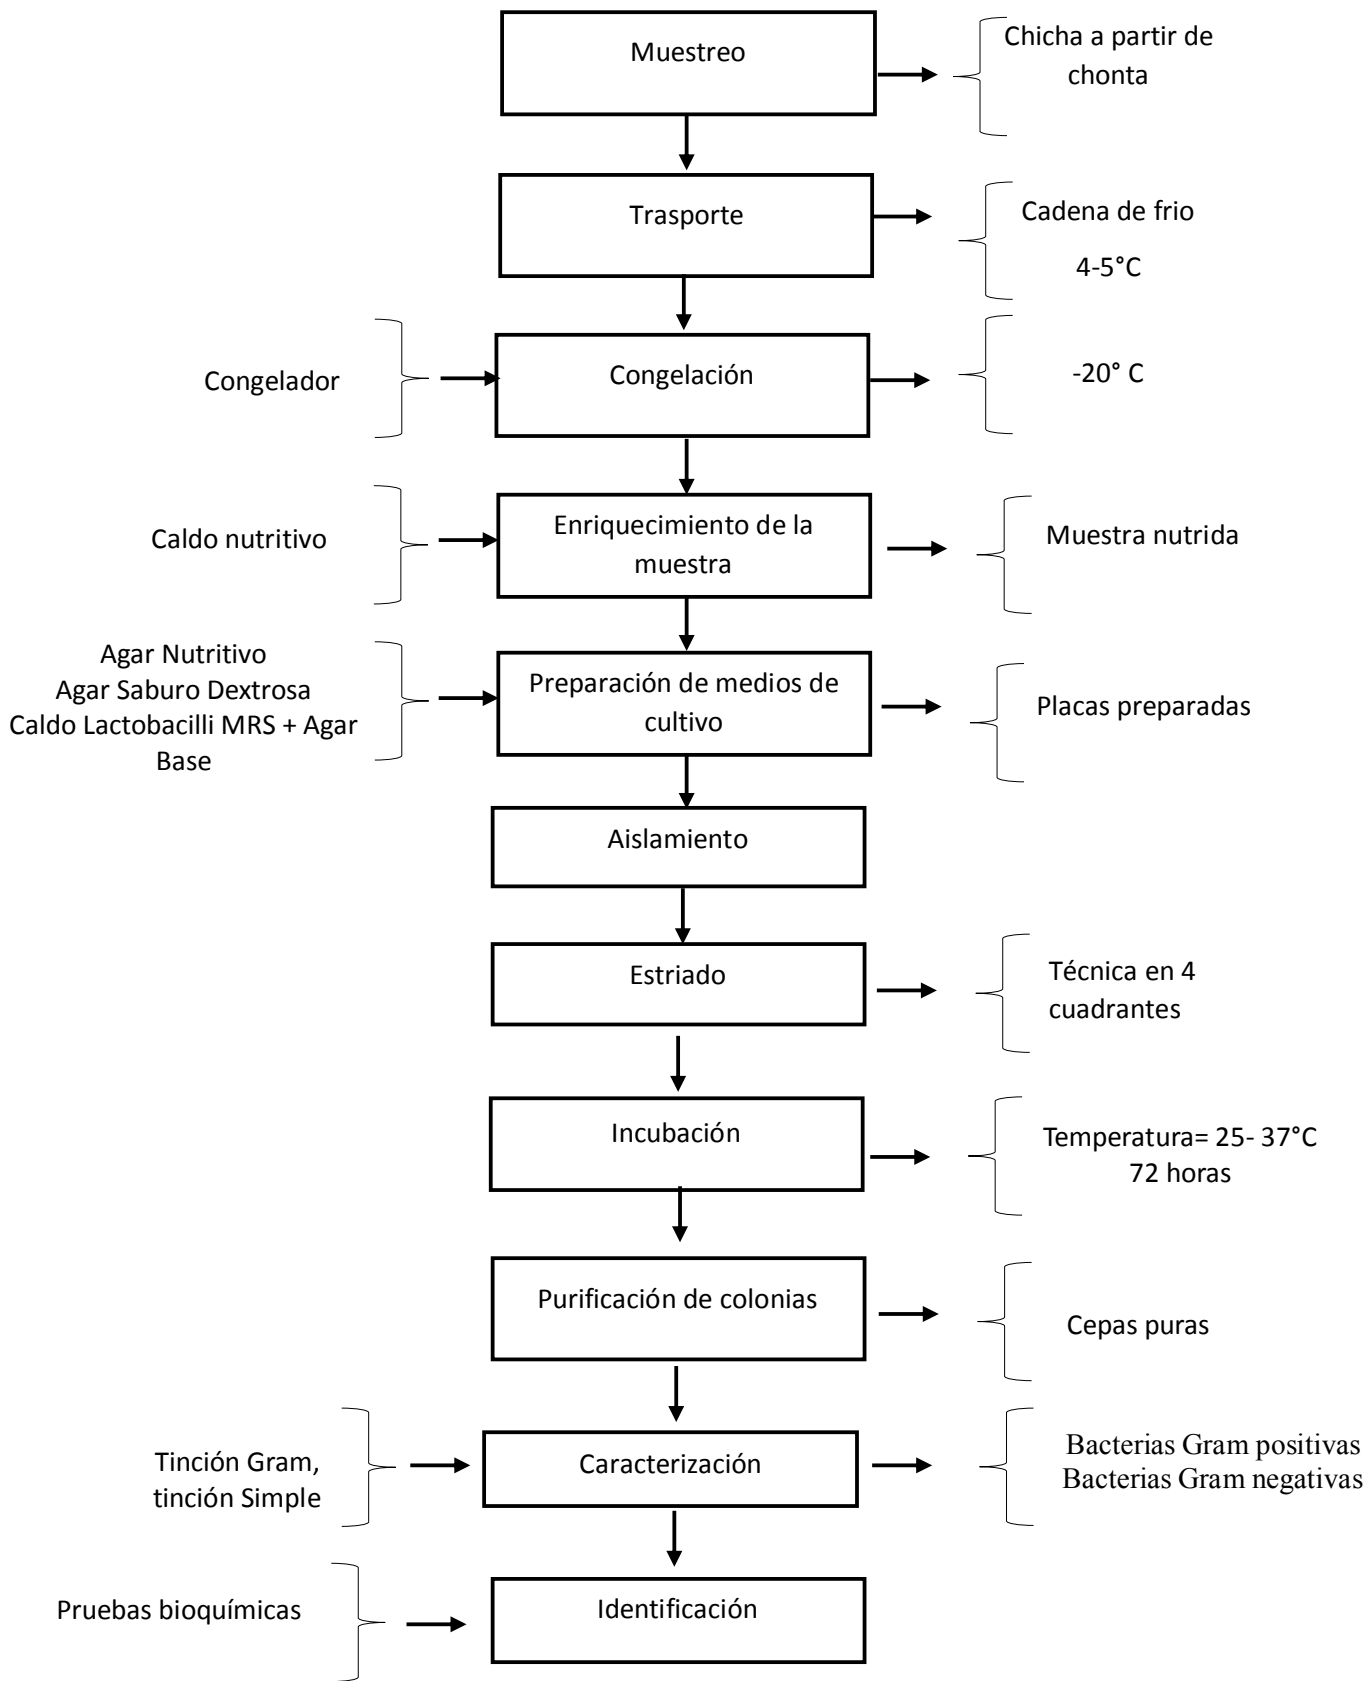 Muestreo
Chicha a partir de
chonta
Trasporte
Cadena de frio
4-5°C
Congelador
Congelación
-20° C
Caldo nutritivo
Enriquecimiento de la
muestra
Muestra nutrida
Agar Nutritivo
Agar Saburo Dextrosa
Caldo Lactobacilli MRS + Agar
Base
Preparación de medios de
cultivo
Placas preparadas
Aislamiento
Estriado
Técnica en 4
cuadrantes
Incubación
Temperatura= 25- 37°C
72 horas
Purificación de colonias
Cepas puras
Tinción Gram,
tinción Simple
Caracterización
Bacterias Gram positivas
Bacterias Gram negativas
Pruebas bioquímicas
Identificación